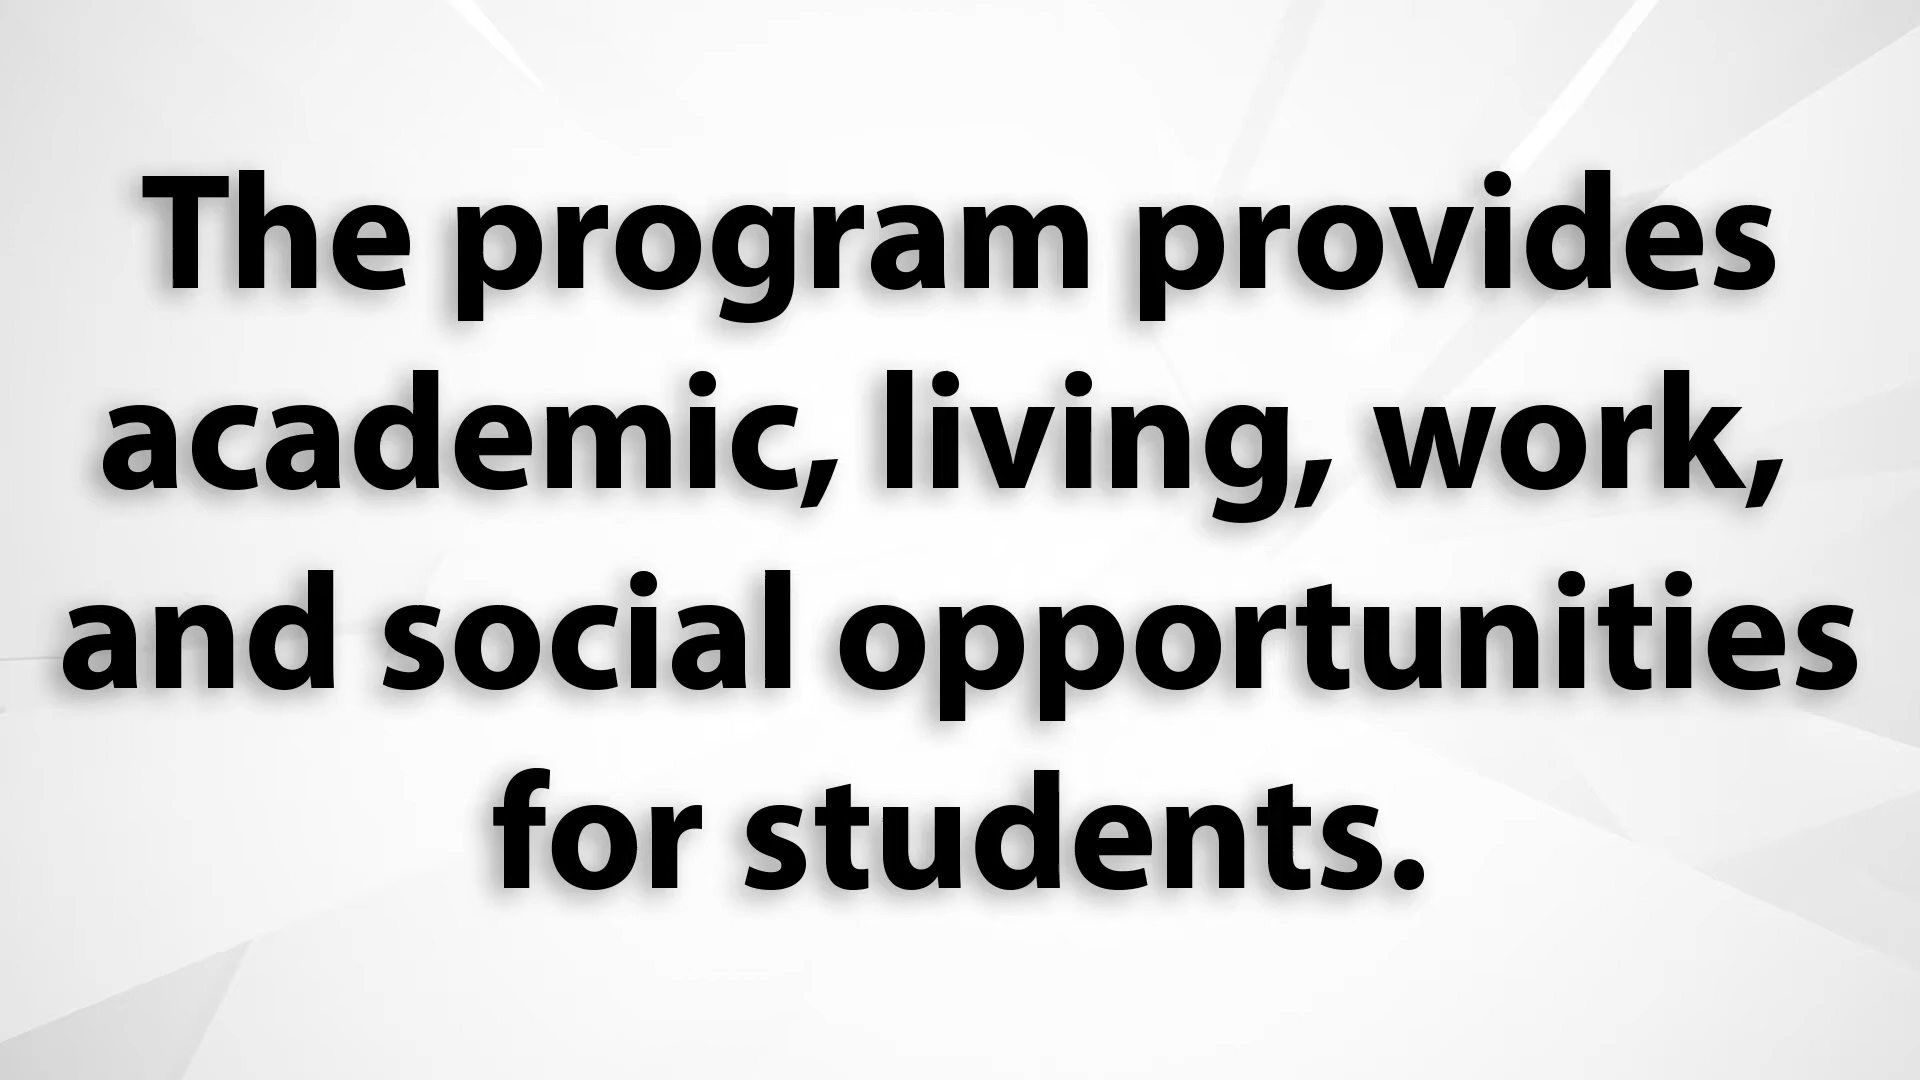 The program provides
academic, living, work,
and social opportunities
for students.